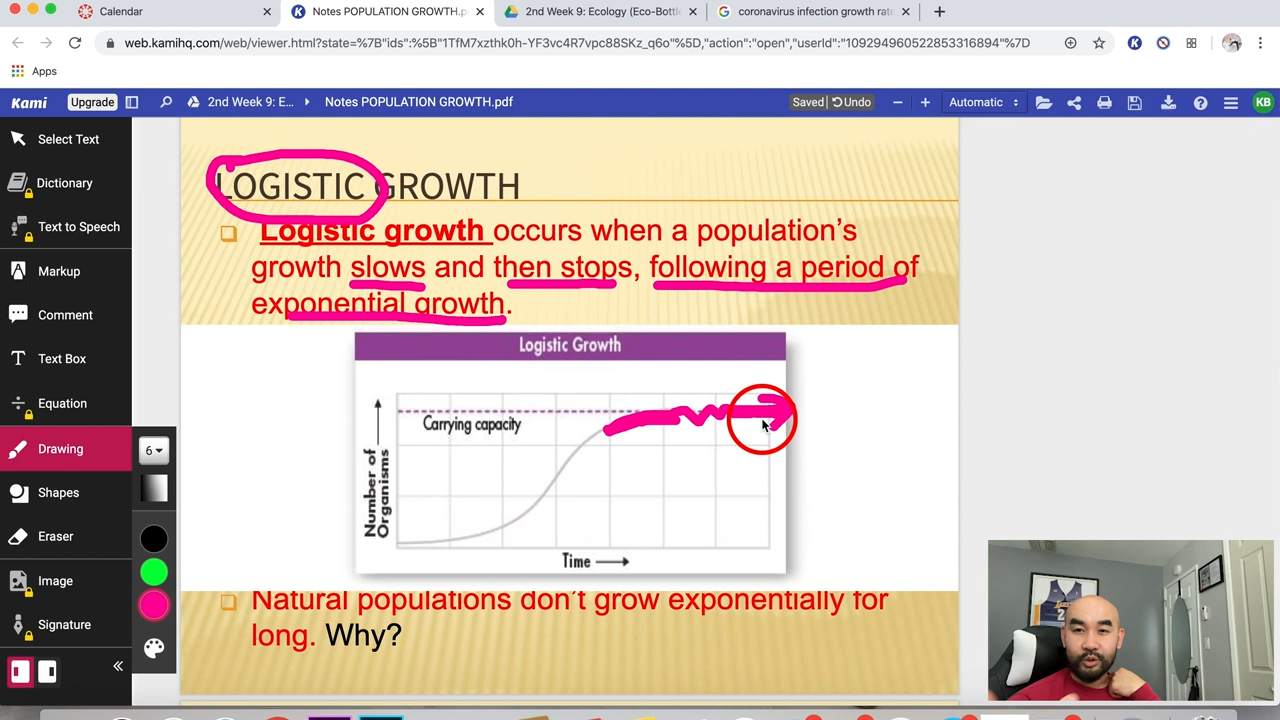 Calendar
Notes POPULATION GROWTH.p
2nd Week 9: Ecology (Eco-Bottl
coronavirus infection growth rat
web.kamihq.com/web/viewer.html?state=%7B"ids":%5B"1TfM7xzthk0h-YF3vc4R7vpc88SKz_q6o"%5D,"action":"open","userId":"109294960522853316894"%7D
Apps
Kami
Upgrade
2nd Week 9: E...
Notes POPULATION GROWTH.pdf
Saved
Undo
Automatic
KB
Select Text
Dictionary
Text to Speech
Markup
Comment
Text Box
Equation
Drawing
6
Shapes
Eraser
Image
Signature
LOGISTIC GROWTH
Logistic growth occurs when a population's
growth slows and then stops, following a period of
exponential growth.
Logistic Growth
Carrying capacity
Number of
Organisms
Time
Natural populations don't grow exponentially for
long. Why?